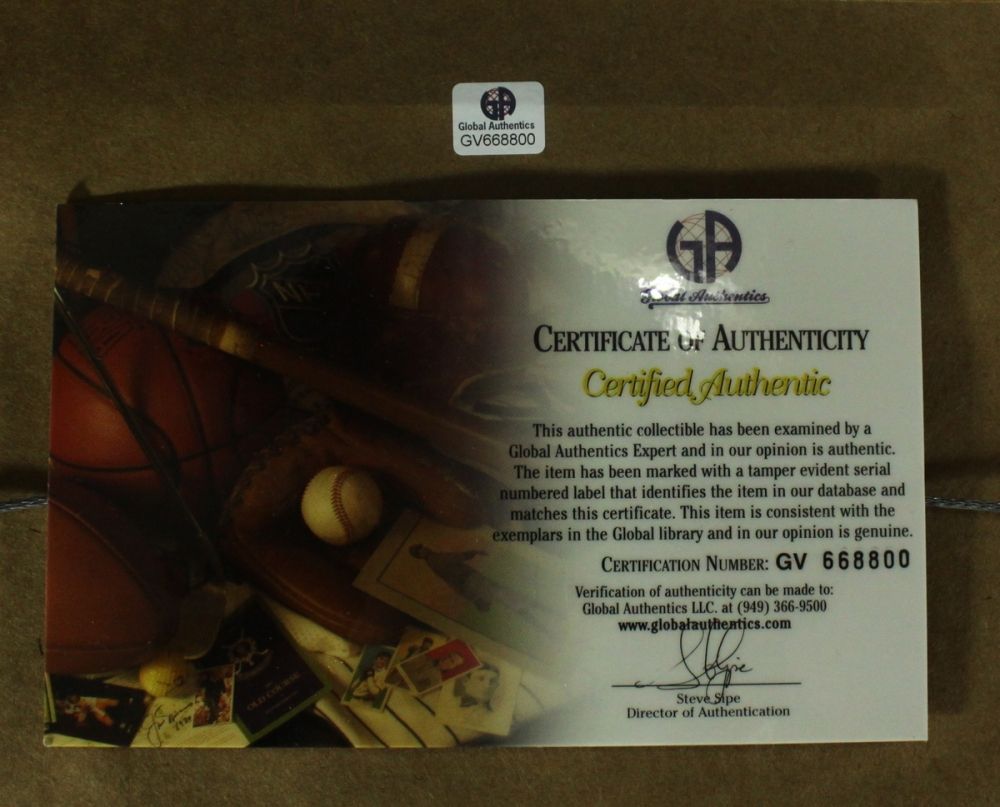 GA
Global Authentics
GV668800
GA
Global Authentics
CERTIFICATE OF AUTHENTICITY
Certified Authentic
This authentic collectible has been examined by a
Global Authentics Expert and in our opinion is authentic.
The item has been marked with a tamper evident serial
numbered label that identifies the item in our database and
matches this certificate. This item is consistent with the
exemplars in the Global library and in our opinion is genuine.
CERTIFICATION NUMBER: GV 668800
Verification of authenticity can be made to:
Global Authentics LLC. at (949) 366-9500
www.globalauthentics.com
Steve Sipe
Director of Authentication
OLD COURSE